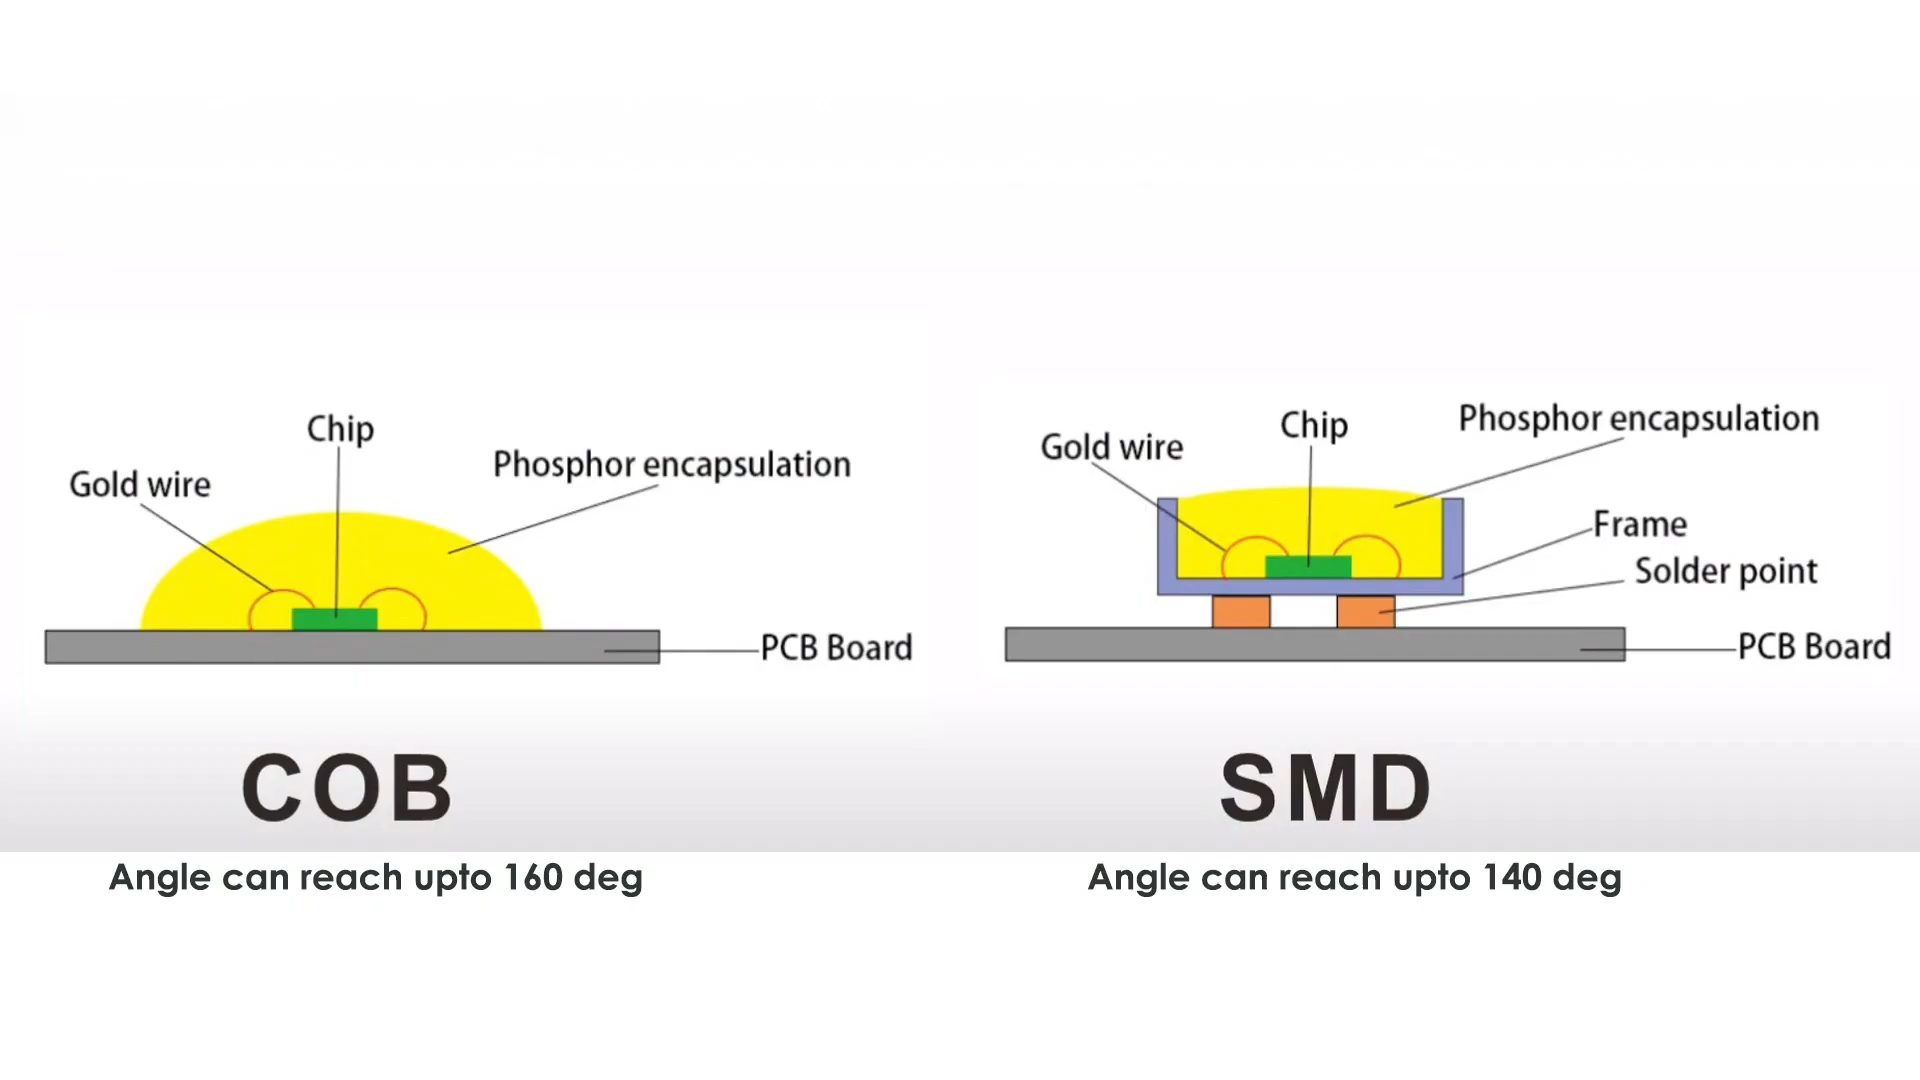 Chip
Gold wire
Phosphor encapsulation
PCB Board
COB
Angle can reach upto 160 deg
Phosphor encapsulation
Chip
Gold wire
Frame
Solder point
PCB Board
SMD
Angle can reach upto 140 deg